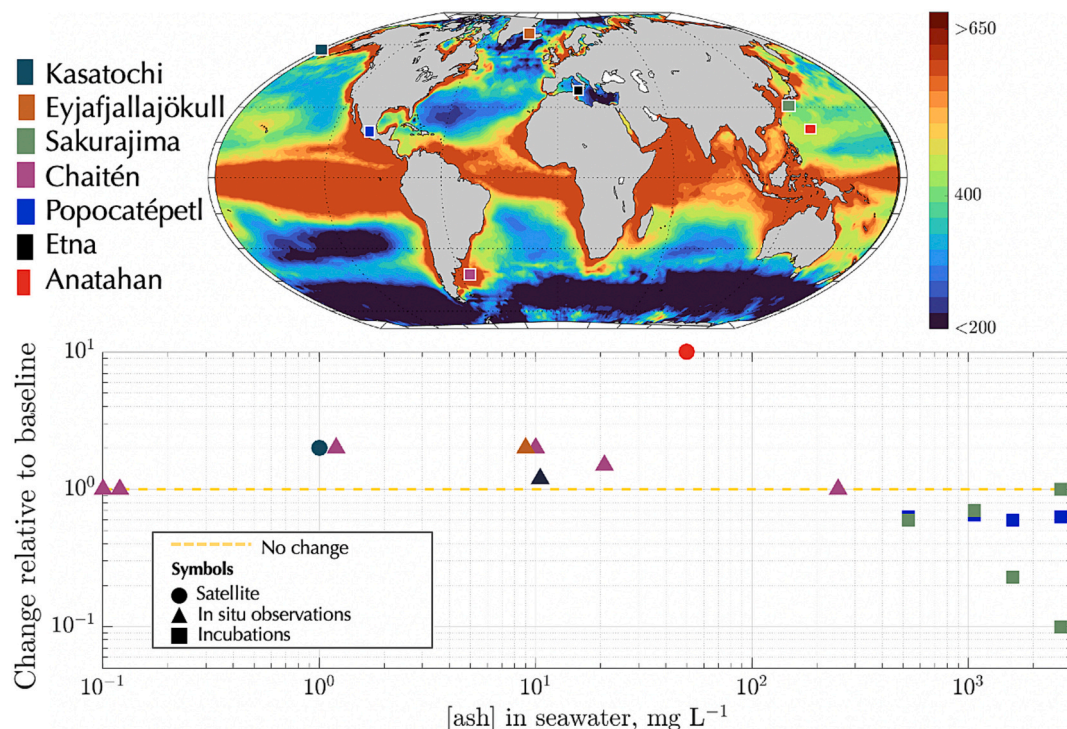 Kasatochi
Eyjafjallajökull
Sakurajima
Chaitén
Popocatépetl
Etna
Anatahan
>650
400
<200
Change relative to baseline
10¹
10⁰
10⁻¹
No change
Symbols
Satellite
In situ observations
Incubations
10⁻¹
10⁰
10¹
10²
10³
[ash] in seawater, mg L⁻¹